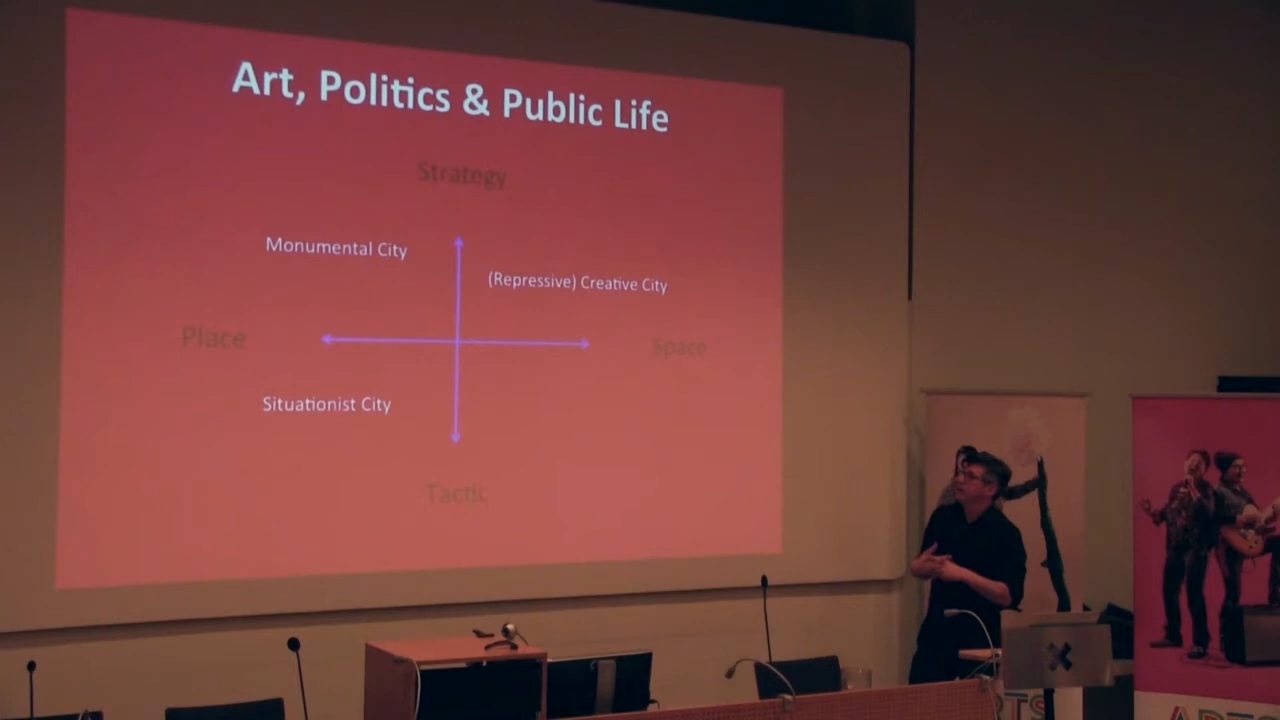 Art, Politics & Public Life
Strategy
Monumental City
(Repressive) Creative City
Place
Space
Situationist City
Tactic